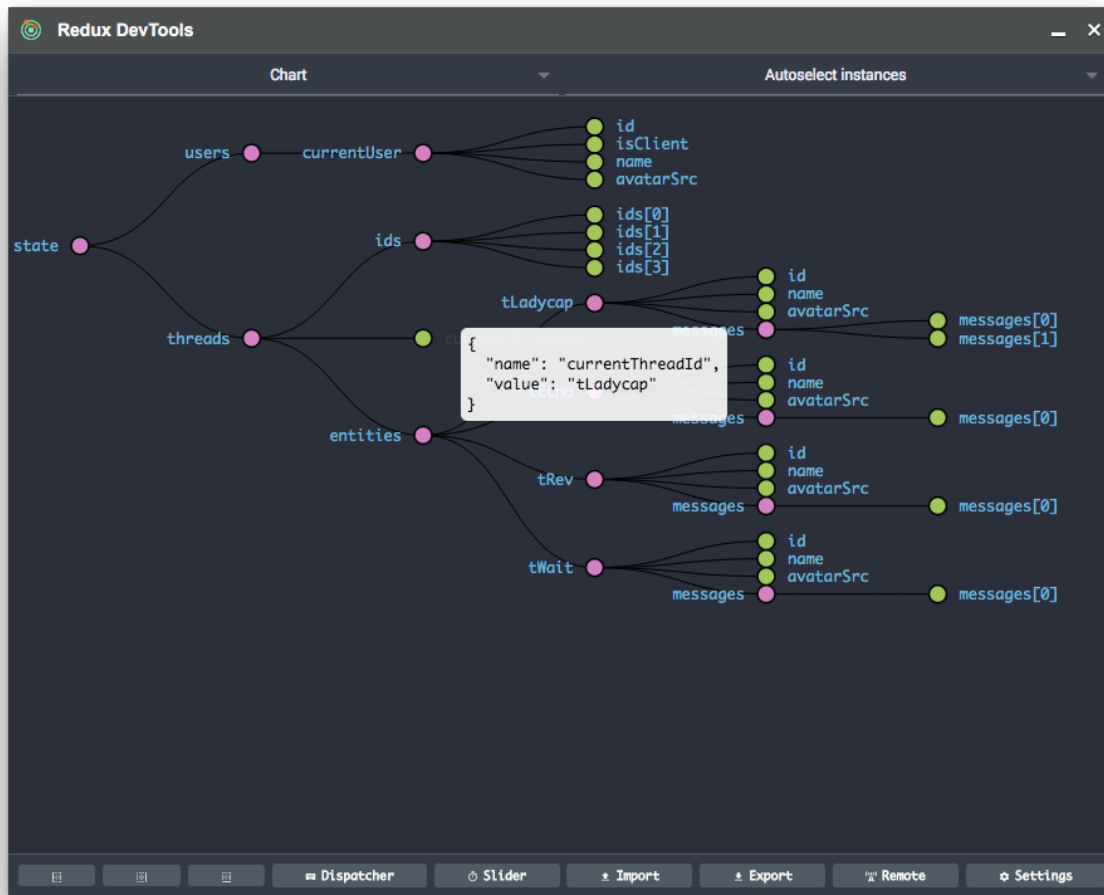 Redux DevTools
Chart
Autoselect instances
id
users
currentUser
isClient
name
avatarSrc
ids[0]
state
ids
ids[1]
ids[2]
ids[3]
id
tLadycap
name
avatarSrc
messages
messages[0]
threads
messages[1]
{
"name": "currentThreadId",
"value": "tLadycap"
}
id
name
avatarSrc
messages
messages[0]
entities
id
tRev
name
avatarSrc
messages
messages[0]
id
tWait
name
avatarSrc
messages
messages[0]
Dispatcher
Slider
Import
Export
Remote
Settings